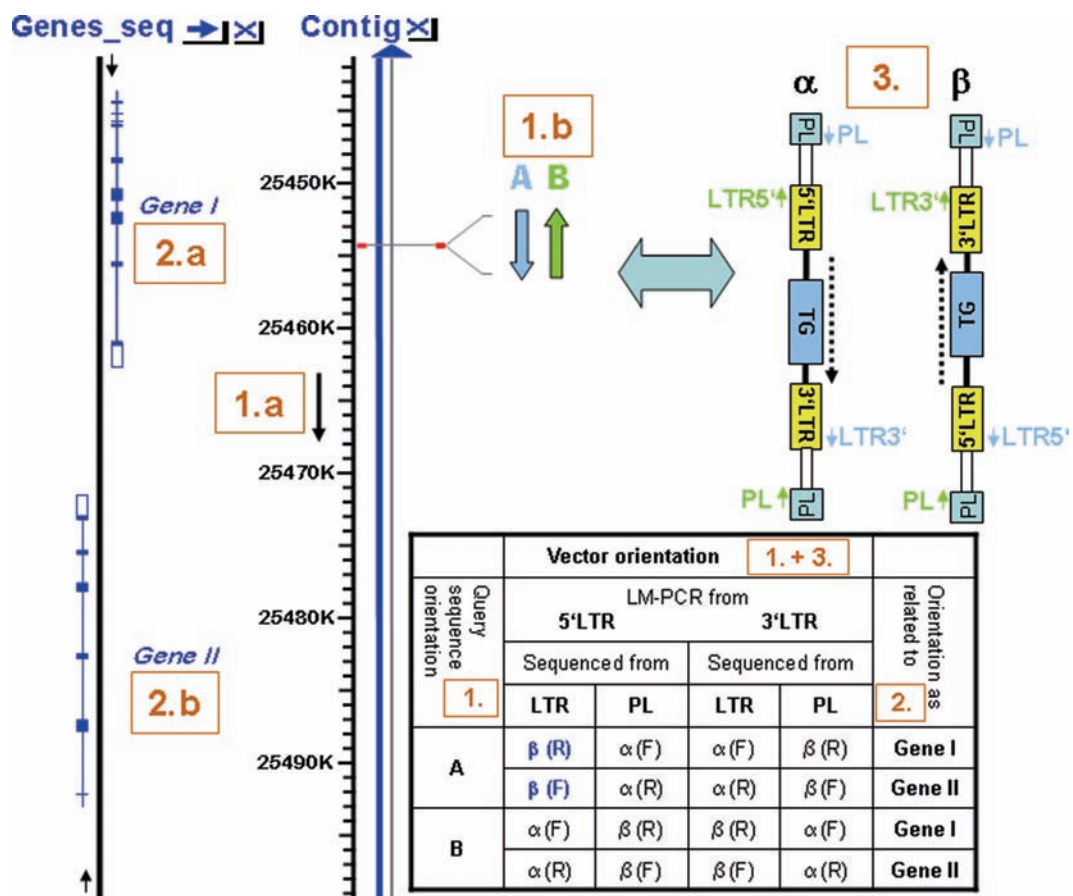 Genes_seq
Contig
Gene I
2.a
Gene II
2.b
1.a
25450K
25460K
25470K
25480K
25490K
1.b
A B
3.
α β
PL PL
PL PL
LTR5' LTR3'
5'LTR 3'LTR
TG TG
3'LTR 5'LTR
LTR3' LTR5'
PL PL
PL PL
Vector orientation 1. + 3.
Query sequence orientation
1.
LM-PCR from
5'LTR 3'LTR
Sequenced from Sequenced from
LTR PL LTR PL
Orientation as related to
2.
A
β (R) α (F) α (F) β (R) Gene I
β (F) α (R) α (R) β (F) Gene II
B
α (F) β (R) β (R) α (F) Gene I
α (R) β (F) β (F) α (R) Gene II